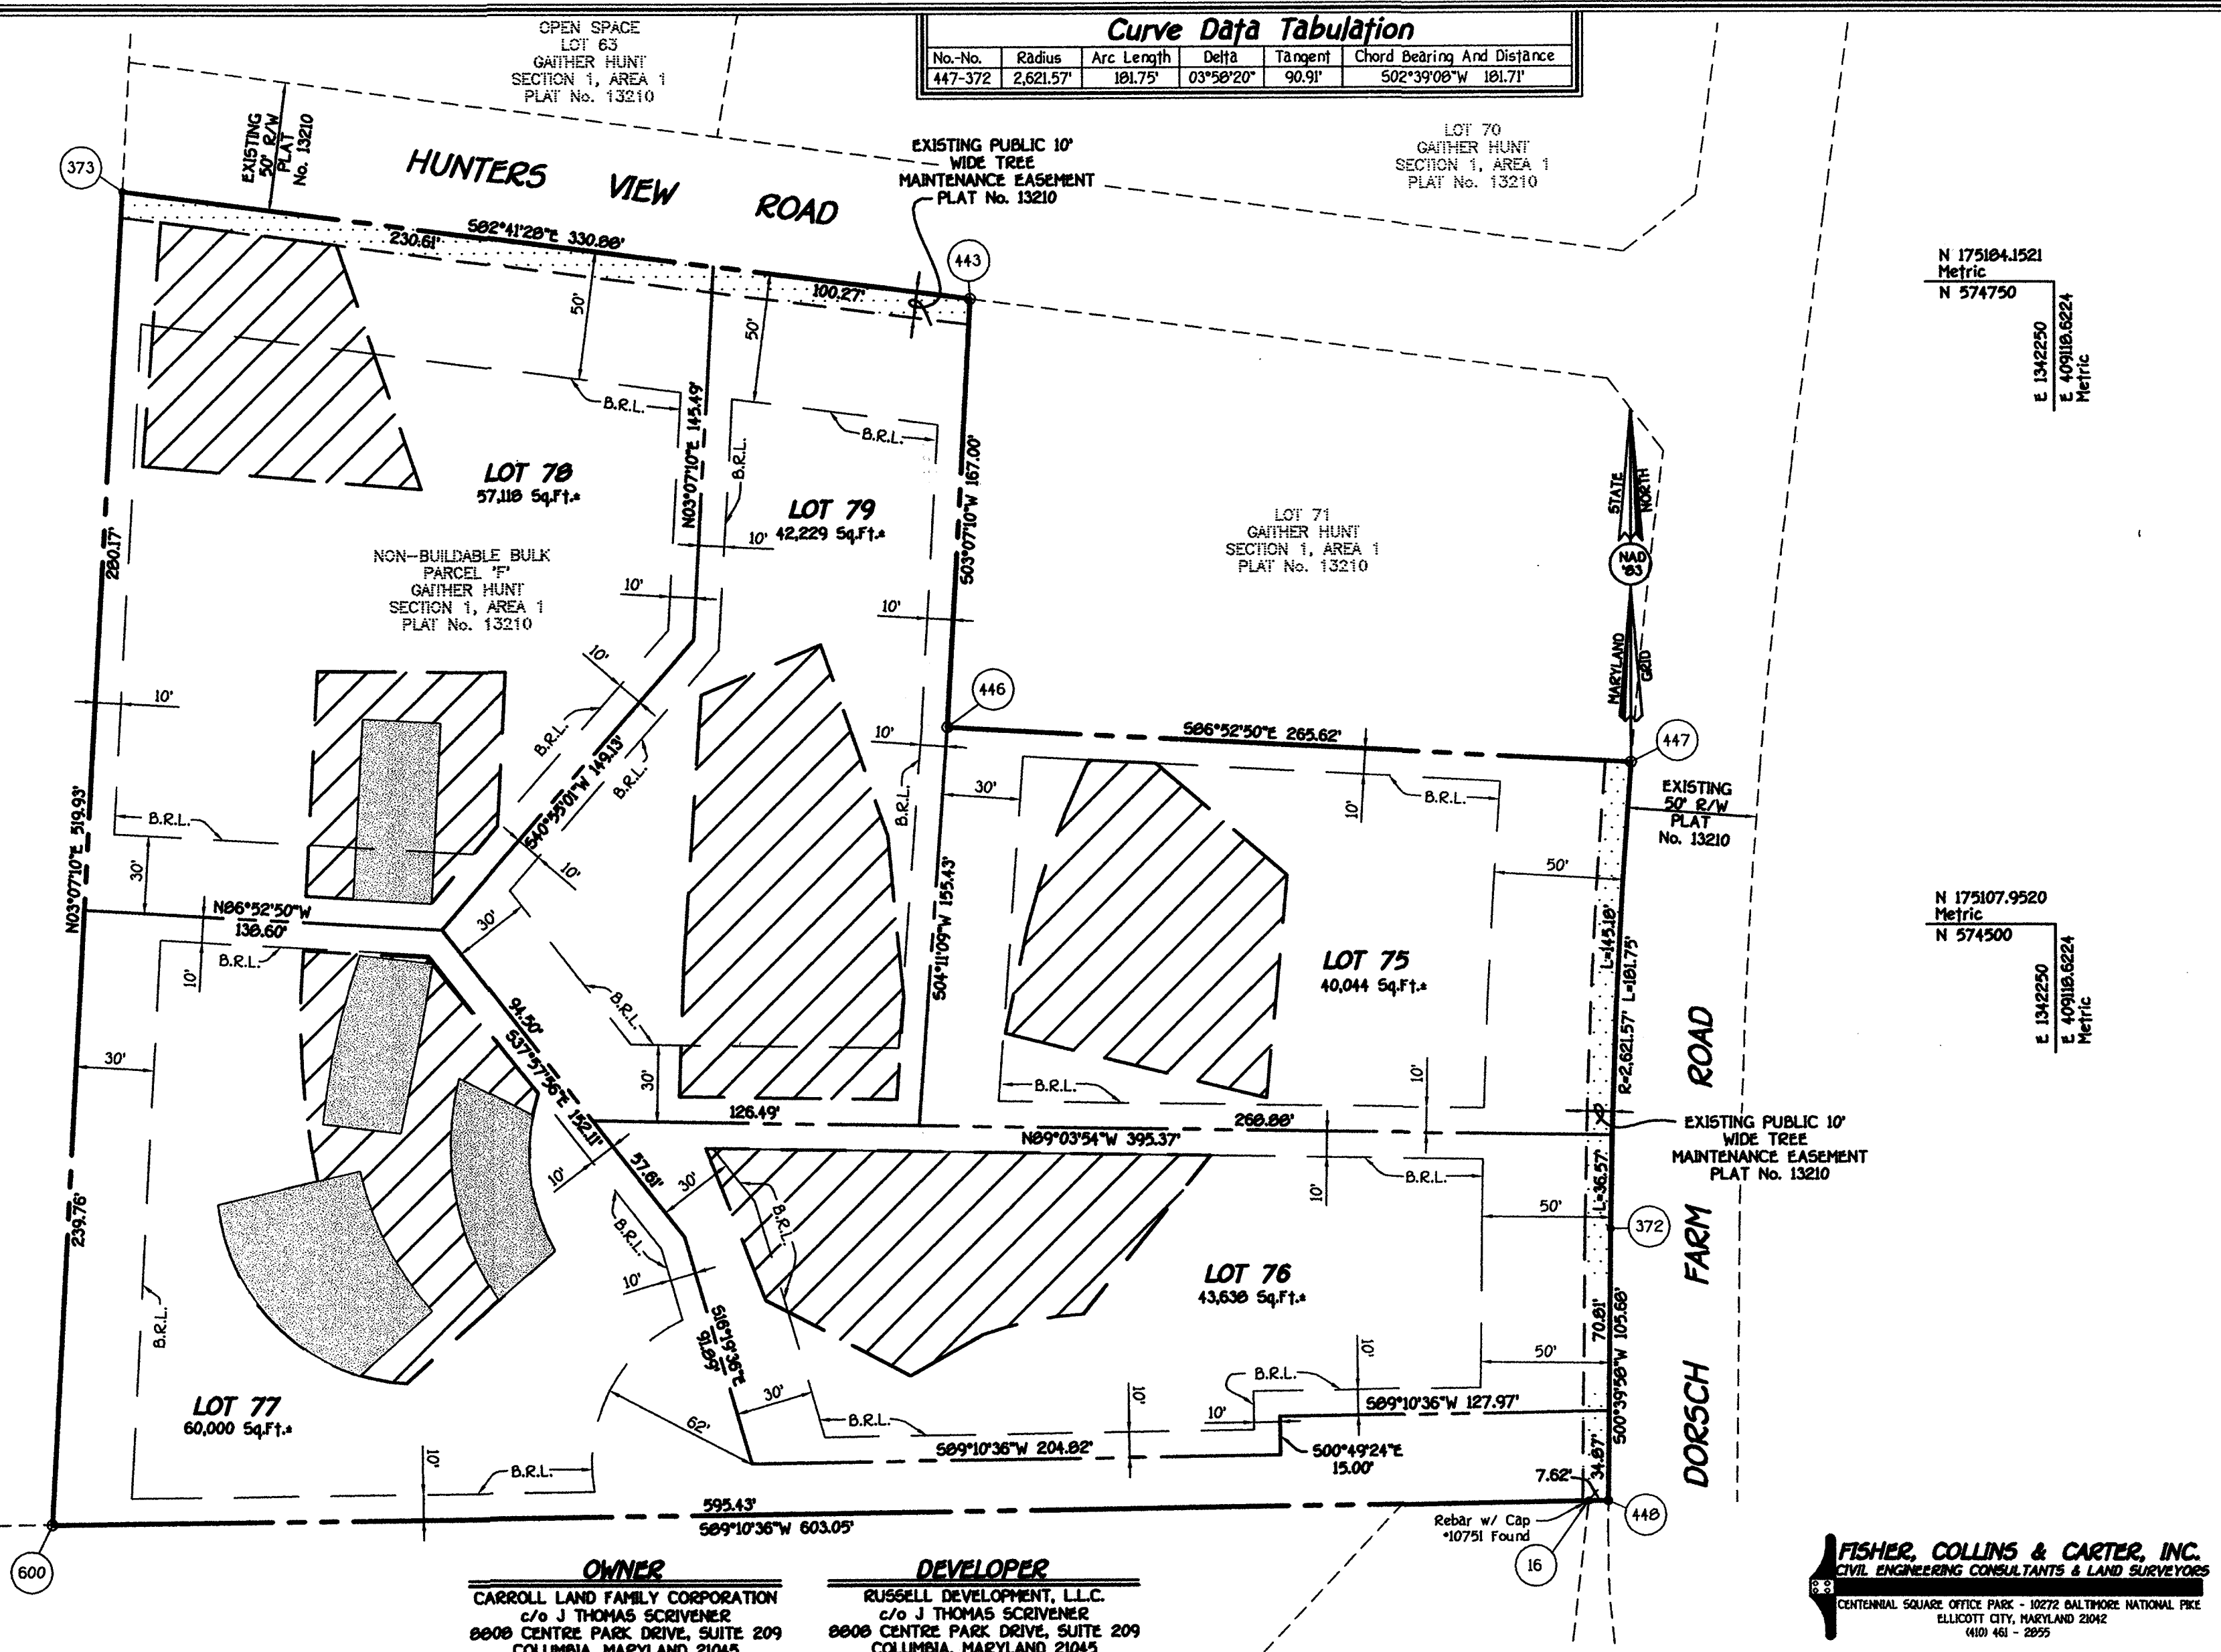 OPEN SPACE
LOT 63
GAITHER HUNT
SECTION 1, AREA 1
PLAT No. 13210
Curve Data Tabulation
No.-No. Radius Arc Length Delta Tangent Chord Bearing And Distance
447-372 2,621.57' 181.75' 03°58'20" 90.91' S02°39'08"W 181.71'
EXISTING
50' R/W
PLAT
No. 13210
373
HUNTERS VIEW ROAD
EXISTING PUBLIC 10'
WIDE TREE
MAINTENANCE EASEMENT
PLAT No. 13210
LOT 70
GAITHER HUNT
SECTION 1, AREA 1
PLAT No. 13210
S82°41'28"E 330.88'
230.61'
100.27'
443
N 175184.1521
Metric
N 574750
E 1342250
E 409118.6224
Metric
50'
50'
B.R.L.
B.R.L.
B.R.L.
N03°07'10"E 145.49'
S03°07'10"W 167.00'
LOT 78
57,118 Sq.Ft.±
LOT 79
42,229 Sq.Ft.±
10'
LOT 71
GAITHER HUNT
SECTION 1, AREA 1
PLAT No. 13210
STATE
NORTH
NAD
'83
MARYLAND
GRID
280.17'
NON-BUILDABLE BULK
PARCEL 'F'
GAITHER HUNT
SECTION 1, AREA 1
PLAT No. 13210
10'
10'
10'
10'
446
10'
S86°52'50"E 265.62'
447
B.R.L.
B.R.L.
S40°55'01"W 149.13'
30'
10'
B.R.L.
EXISTING
50' R/W
PLAT
No. 13210
N03°07'10"E 519.93'
B.R.L.
30'
B.R.L.
10'
50'
S04°11'09"W 155.43'
N86°52'50"W
138.60'
30'
B.R.L.
10'
N 175107.9520
Metric
N 574500
E 1342250
E 409118.6224
Metric
LOT 75
40,044 Sq.Ft.±
L=145.18'
R=2,621.57' L=181.75'
94.50'
S37°57'56"E 152.11'
B.R.L.
30'
30'
B.R.L.
10'
126.49'
268.88'
N89°03'54"W 395.37'
EXISTING PUBLIC 10'
WIDE TREE
MAINTENANCE EASEMENT
PLAT No. 13210
57.61'
10'
30'
B.R.L.
B.R.L.
10'
B.R.L.
L=36.57'
50'
372
239.76'
10'
LOT 76
43,638 Sq.Ft.±
S18°19'36"E
91.89'
B.R.L.
10'
50'
70.81'
S00°39'58"W 105.68'
DORSCH FARM ROAD
B.R.L.
10'
S89°10'36"W 127.97'
LOT 77
60,000 Sq.Ft.±
62'
30'
B.R.L.
10'
S89°10'36"W 204.82'
S00°49'24"E
15.00'
10'
B.R.L.
7.62'
34.87'
595.43'
S89°10'36"W 603.05'
Rebar w/ Cap
*10751 Found
448
16
600
OWNER
CARROLL LAND FAMILY CORPORATION
c/o J THOMAS SCRIVENER
8808 CENTRE PARK DRIVE, SUITE 209
COLUMBIA, MARYLAND 21045
DEVELOPER
RUSSELL DEVELOPMENT, L.L.C.
c/o J THOMAS SCRIVENER
8808 CENTRE PARK DRIVE, SUITE 209
COLUMBIA, MARYLAND 21045
FISHER, COLLINS & CARTER, INC.
CIVIL ENGINEERING CONSULTANTS & LAND SURVEYORS
CENTENNIAL SQUARE OFFICE PARK - 10272 BALTIMORE NATIONAL PIKE
ELLICOTT CITY, MARYLAND 21042
(410) 461 - 2855